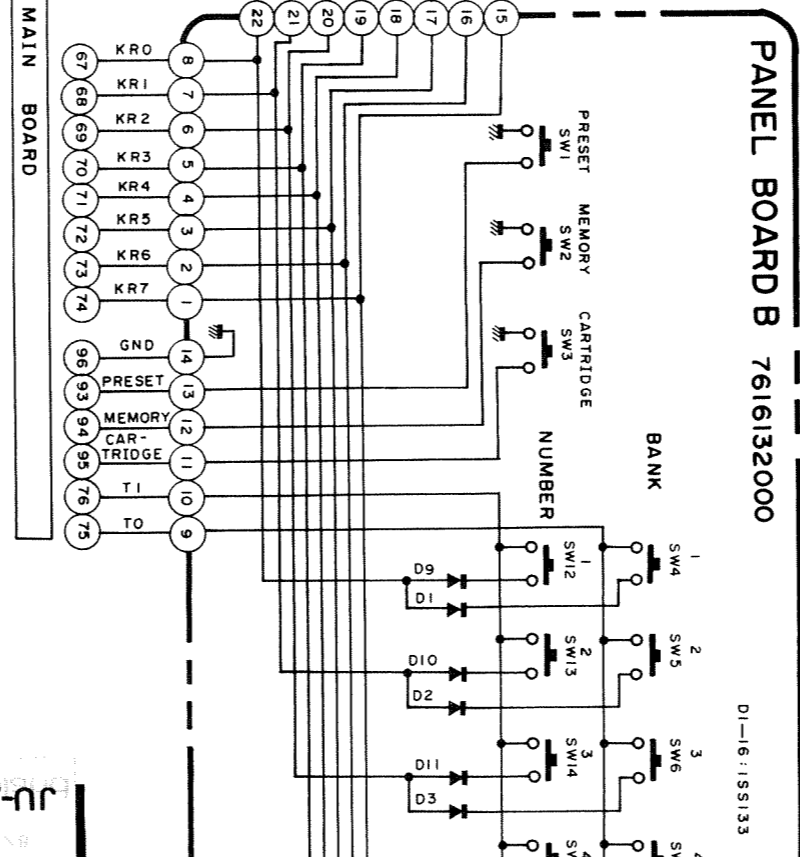 MAIN BOARD
22 21 20 19 18 17 16 15
67 KR0 8
68 KR1 7
69 KR2 6
70 KR3 5
71 KR4 4
72 KR5 3
73 KR6 2
74 KR7 1
96 GND 14
93 PRESET 13
94 MEMORY 12
95 CAR-
TRIDGE 11
76 T1 10
75 T0 9
PRESET
SW1
MEMORY
SW2
CARTRIDGE
SW3
PANEL BOARD B 7616132000
BANK
NUMBER
1
SW4
2
SW5
3
SW6
4
1
SW12
2
SW13
3
SW14
4
D9
D1
D10
D2
D11
D3
D1—16:1SS133
JU-